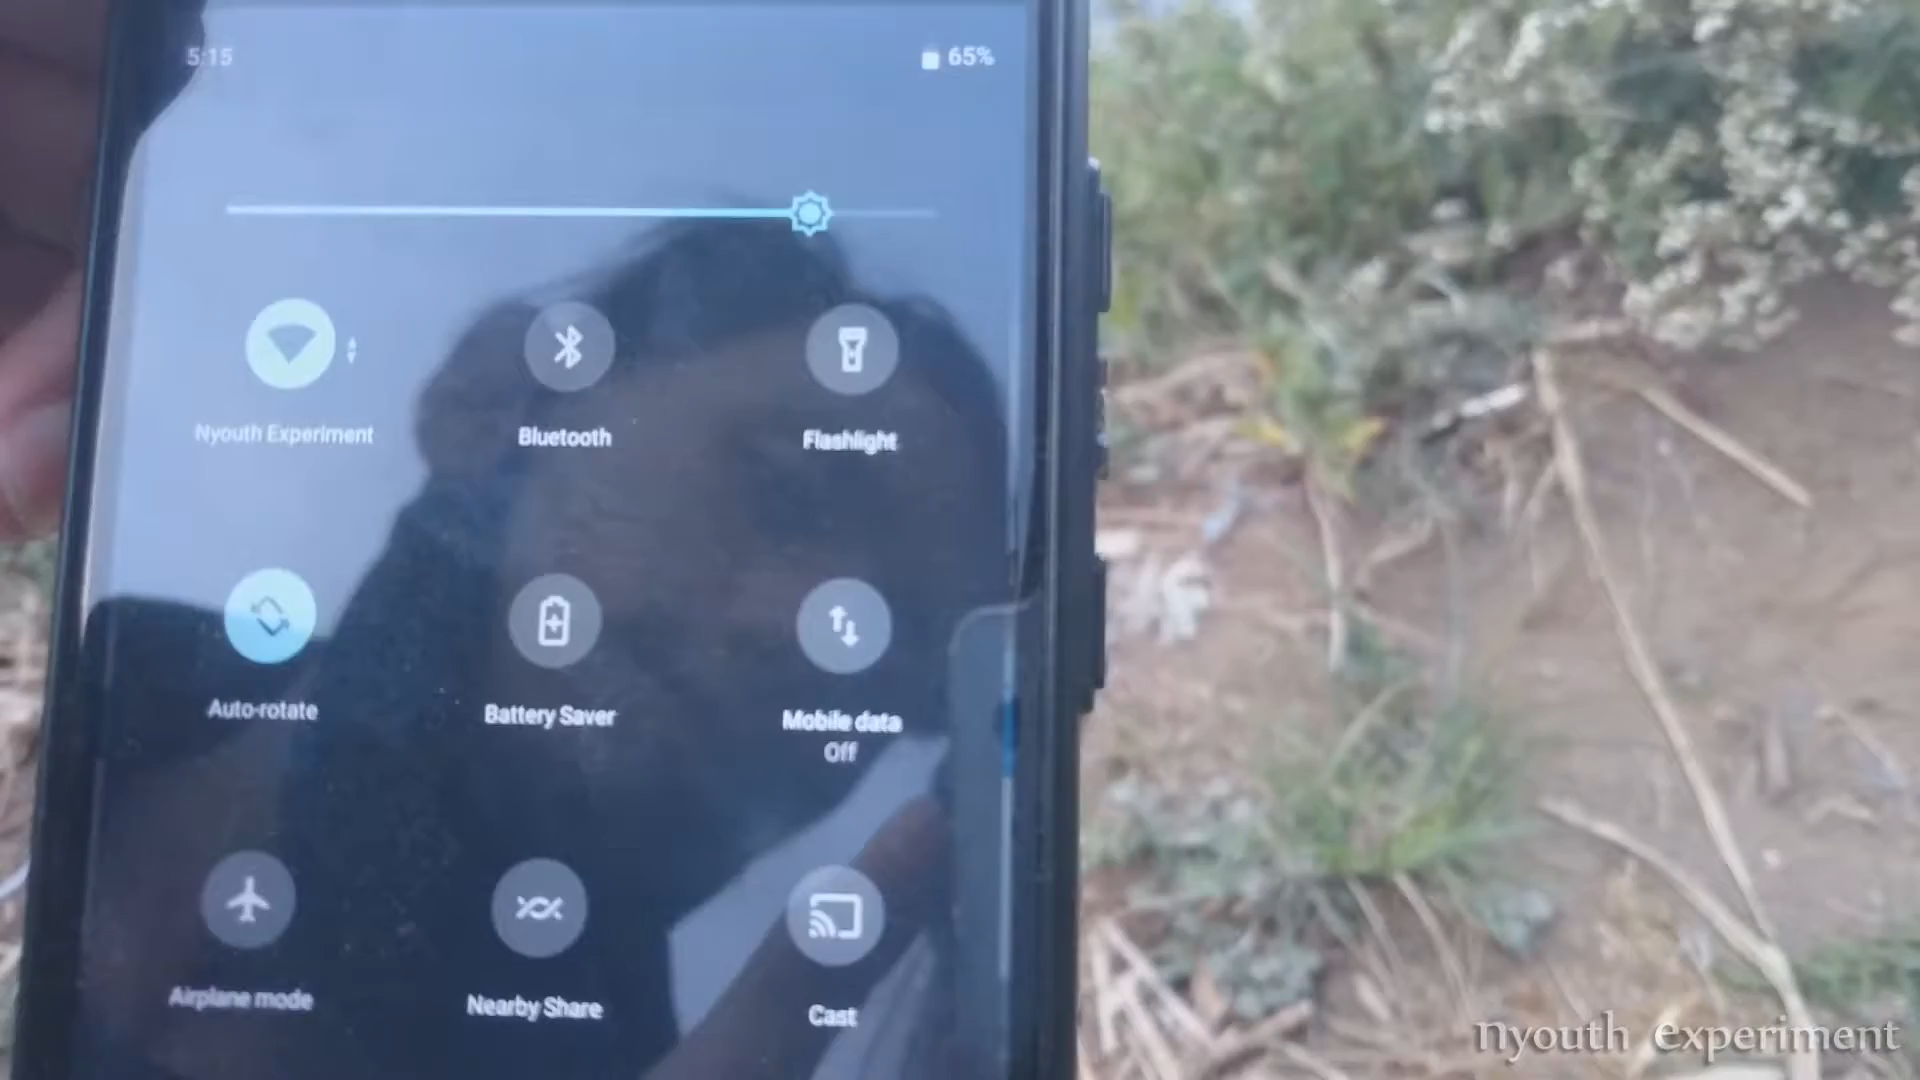 5:15 65%
Nyouth Experiment Bluetooth Flashlight
Auto-rotate Battery Saver Mobile data
Off
Airplane mode Nearby Share Cast
nyouth experiment